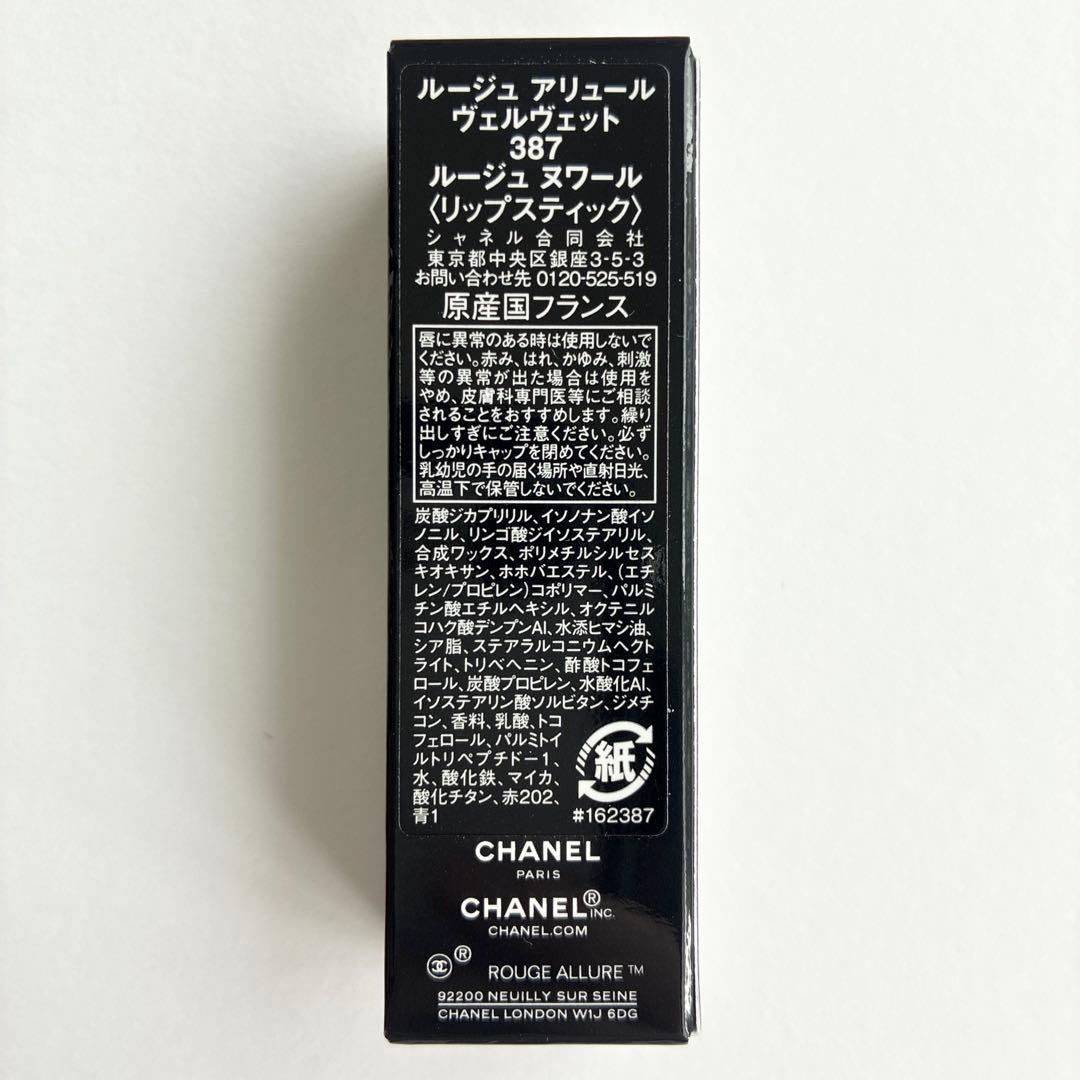 ルージュ アリュール
ヴェルヴェット
387
ルージュ ヌワール
〈リップスティック〉
シャネル合同会社
東京都中央区銀座3-5-3
お問い合わせ先 0120-525-519
原産国フランス
唇に異常のある時は使用しないで
ください。赤み、はれ、かゆみ、刺激
等の異常が出た場合は使用を
やめ、皮膚科専門医等にご相談
されることをおすすめします。繰り
出しすぎにご注意ください。必ず
しっかりキャップを閉めてください。
乳幼児の手の届く場所や直射日光、
高温下で保管しないでください。
炭酸ジカプリリル、イソノナン酸イソ
ノニル、リンゴ酸ジイソステアリル、
合成ワックス、ポリメチルシルセス
キオキサン、ホホバエステル、(エチ
レン/プロピレン)コポリマー、パルミ
チン酸エチルヘキシル、オクテニル
コハク酸デンプンAl、水添ヒマシ油、
シア脂、ステアラルコニウムヘクト
ライト、トリベヘニン、酢酸トコフェ
ロール、炭酸プロピレン、水酸化Al、
イソステアリン酸ソルビタン、ジメチ
コン、香料、乳酸、トコ
フェロール、パルミトイ
ルトリペプチド-1、
水、酸化鉄、マイカ、
酸化チタン、赤202、
青1
紙
#162387
CHANEL
PARIS
CHANEL® INC.
CHANEL.COM
® ROUGE ALLURE™
92200 NEUILLY SUR SEINE
CHANEL LONDON W1J 6DG